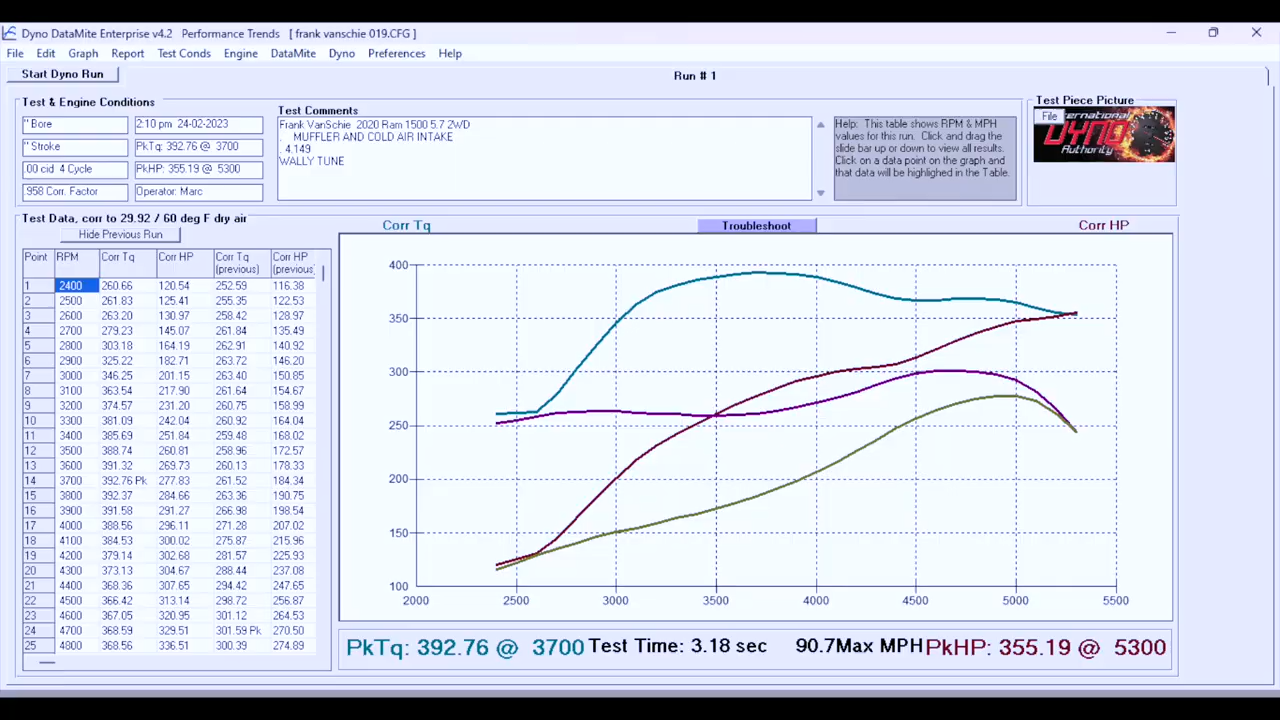 Dyno DataMite Enterprise v4.2 Performance Trends [ frank vanschie 019.CFG ]
File Edit Graph Report Test Conds Engine DataMite Dyno Preferences Help
Start Dyno Run
Run # 1
Test & Engine Conditions
" Bore
2:10 pm 24-02-2023
" Stroke
PkTq: 392.76 @ 3700
.00 cid 4 Cycle
PkHP: 355.19 @ 5300
.958 Corr. Factor
Operator: Marc
Test Comments
Frank VanSchie 2020 Ram 1500 5.7 2WD
MUFFLER AND COLD AIR INTAKE
. 4.149
WALLY TUNE
Help: This table shows RPM & MPH
values for this run. Click and drag the
slide bar up or down to view all results.
Click on a data point on the graph and
that data will be highlighed in the Table.
Test Piece Picture
File
ternational
DYNO
Authority
Test Data, corr to 29.92 / 60 deg F dry air
Hide Previous Run
Point RPM Corr Tq Corr HP Corr Tq (previous) Corr HP (previous)
1 2400 260.66 120.54 252.59 116.38
2 2500 261.83 125.41 255.35 122.53
3 2600 263.20 130.97 258.42 128.97
4 2700 279.23 145.07 261.84 135.49
5 2800 303.18 164.19 262.91 140.92
6 2900 325.22 182.71 263.72 146.20
7 3000 346.25 201.15 263.40 150.85
8 3100 363.54 217.90 261.64 154.67
9 3200 374.57 231.20 260.75 158.99
10 3300 381.09 242.04 260.92 164.04
11 3400 385.69 251.84 259.48 168.02
12 3500 388.74 260.81 258.96 172.57
13 3600 391.32 269.73 260.13 178.33
14 3700 392.76 Pk 277.83 261.52 184.34
15 3800 392.37 284.66 263.36 190.75
16 3900 391.58 291.27 266.98 198.54
17 4000 388.56 296.11 271.28 207.02
18 4100 384.53 300.02 275.87 215.96
19 4200 379.14 302.68 281.57 225.93
20 4300 373.13 304.67 288.44 237.08
21 4400 368.36 307.65 294.42 247.65
22 4500 366.42 313.14 298.72 256.87
23 4600 367.05 320.95 301.12 264.53
24 4700 368.59 329.51 301.59 Pk 270.50
25 4800 368.56 336.51 300.39 274.89
Corr Tq
Troubleshoot
Corr HP
400
350
300
250
200
150
100
2000 2500 3000 3500 4000 4500 5000 5500
PkTq: 392.76 @ 3700 Test Time: 3.18 sec 90.7Max MPH PkHP: 355.19 @ 5300